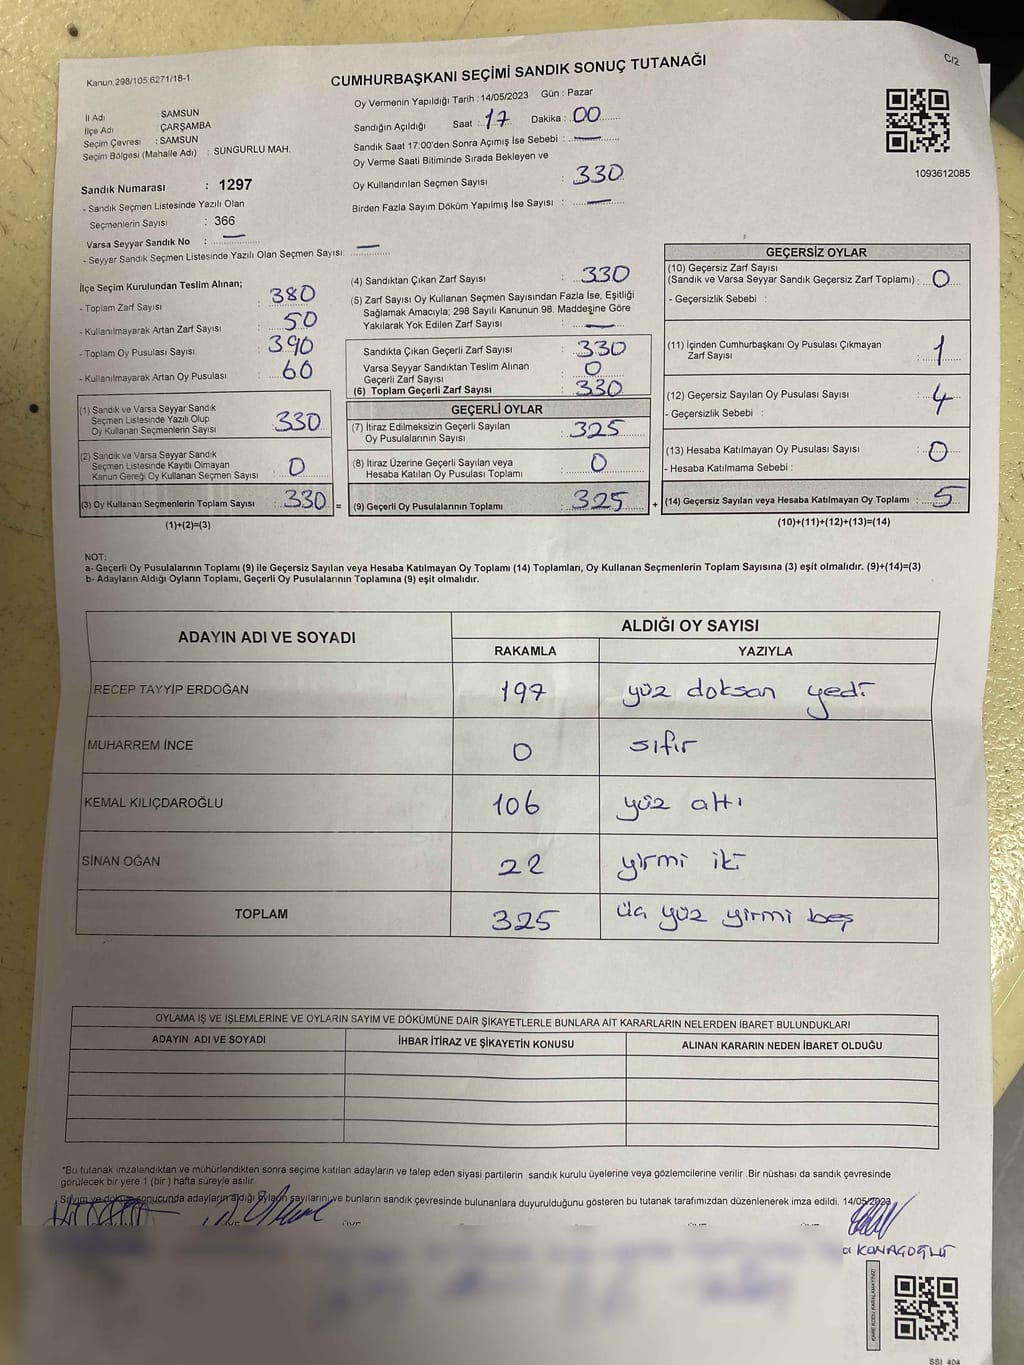 Kanun, 298/105,6271/18-1
C/2
CUMHURBAŞKANI SEÇİMİ SANDIK SONUÇ TUTANAĞI
İl Adı SAMSUN
İlçe Adı ÇARŞAMBA
Seçim Çevresi : SAMSUN
Seçim Bölgesi (Mahalle Adı) : SUNGURLU MAH.
Oy Vermenin Yapıldığı Tarih : 14/05/2023 Gün : Pazar
Sandığın Açıldığı Saat : 17 Dakika : 00
Sandık Saat 17:00'den Sonra Açımış İse Sebebi : —
Oy Verme Saati Bitiminde Sırada Bekleyen ve
Oy Kullandırılan Seçmen Sayısı : 330
Birden Fazla Sayım Döküm Yapılmış İse Sayısı : —
1093612085
Sandık Numarası : 1297
- Sandık Seçmen Listesinde Yazılı Olan
Seçmenlerin Sayısı : 366
Varsa Seyyar Sandık No : —
- Seyyar Sandık Seçmen Listesinde Yazılı Olan Seçmen Sayısı: —
İlçe Seçim Kurulundan Teslim Alınan;
- Toplam Zarf Sayısı : 380
- Kullanılmayarak Artan Zarf Sayısı : 50
- Toplam Oy Pusulası Sayısı : 390
- Kullanılmayarak Artan Oy Pusulası : 60
(1) Sandık ve Varsa Seyyar Sandık
Seçmen Listesinde Yazılı Olup
Oy Kullanan Seçmenlerin Sayısı : 330
(2) Sandık ve Varsa Seyyar Sandık
Seçmen Listesinde Kayıtlı Olmayan
Kanun Gereği Oy Kullanan Seçmen Sayısı : 0
(3) Oy Kullanan Seçmenlerin Toplam Sayısı : 330 =
(1)+(2)=(3)
(4) Sandıktan Çıkan Zarf Sayısı : 330
(5) Zarf Sayısı Oy Kullanan Seçmen Sayısından Fazla İse, Eşitliği
Sağlamak Amacıyla; 298 Sayılı Kanunun 98. Maddesine Göre
Yakılarak Yok Edilen Zarf Sayısı : —
Sandıkta Çıkan Geçerli Zarf Sayısı : 330
Varsa Seyyar Sandıktan Teslim Alınan
Geçerli Zarf Sayısı : 0
(6) Toplam Geçerli Zarf Sayısı : 330
GEÇERLİ OYLAR
(7) İtiraz Edilmeksizin Geçerli Sayılan
Oy Pusulalarının Sayısı : 325
(8) İtiraz Üzerine Geçerli Sayılan veya
Hesaba Katılan Oy Pusulası Toplamı : 0
(9) Geçerli Oy Pusulalarının Toplamı : 325 +
GEÇERSİZ OYLAR
(10) Geçersiz Zarf Sayısı
(Sandık ve Varsa Seyyar Sandık Geçersiz Zarf Toplamı) : 0
- Geçersizlik Sebebi :
(11) İçinden Cumhurbaşkanı Oy Pusulası Çıkmayan
Zarf Sayısı : 1
(12) Geçersiz Sayılan Oy Pusulası Sayısı : 4
- Geçersizlik Sebebi :
(13) Hesaba Katılmayan Oy Pusulası Sayısı : 0
- Hesaba Katılmama Sebebi :
(14) Geçersiz Sayılan veya Hesaba Katılmayan Oy Toplamı : 5
(10)+(11)+(12)+(13)=(14)
NOT:
a- Geçerli Oy Pusulalarının Toplamı (9) ile Geçersiz Sayılan veya Hesaba Katılmayan Oy Toplamı (14) Toplamları, Oy Kullanan Seçmenlerin Toplam Sayısına (3) eşit olmalıdır. (9)+(14)=(3)
b- Adayların Aldığı Oyların Toplamı, Geçerli Oy Pusulalarının Toplamına (9) eşit olmalıdır.
ADAYIN ADI VE SOYADI ALDIĞI OY SAYISI
RAKAMLA YAZIYLA
RECEP TAYYİP ERDOĞAN 197 yüz doksan yedi
MUHARREM İNCE 0 sıfır
KEMAL KILIÇDAROĞLU 106 yüz altı
SİNAN OĞAN 22 yirmi iki
TOPLAM 325 üç yüz yirmi beş
OYLAMA İŞ VE İŞLEMLERİNE VE OYLARIN SAYIM VE DÖKÜMÜNE DAİR ŞİKAYETLERLE BUNLARA AİT KARARLARIN NELERDEN İBARET BULUNDUKLARI
ADAYIN ADI VE SOYADI İHBAR İTİRAZ VE ŞİKAYETİN KONUSU ALINAN KARARIN NEDEN İBARET OLDUĞU
*Bu tutanak imzalandıktan ve mühürlendikten sonra seçime katılan adayların ve talep eden siyasi partilerin sandık kurulu üyelerine veya gözlemcilerine verilir .Bir nüshası da sandık çevresinde
görülecek bir yere 1 (bir ) hafta süreyle asılır.
Sayım ve döküm sonucunda adayların aldığı oyların sayılarını ve bunların sandık çevresinde bulunanlara duyurulduğunu gösteren bu tutanak tarafımızdan düzenlenerek imza edildi. 14/05/2023
ÜYE ÜYE ÜYE ÜYE
KONAGOĞLU
SSİ 404